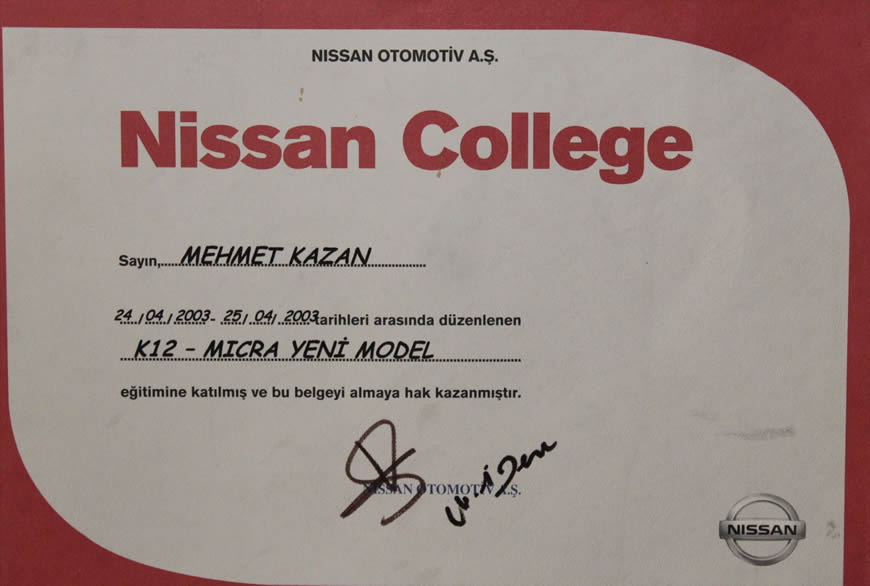 NISSAN OTOMOTİV A.Ş.
Nissan College
Sayın, MEHMET KAZAN
24 / 04 / 2003 - 25 / 04 / 2003 tarihleri arasında düzenlenen
K12 – MICRA YENİ MODEL
eğitimine katılmış ve bu belgeyi almaya hak kazanmıştır.
NISSAN OTOMOTİV A.Ş.
NISSAN